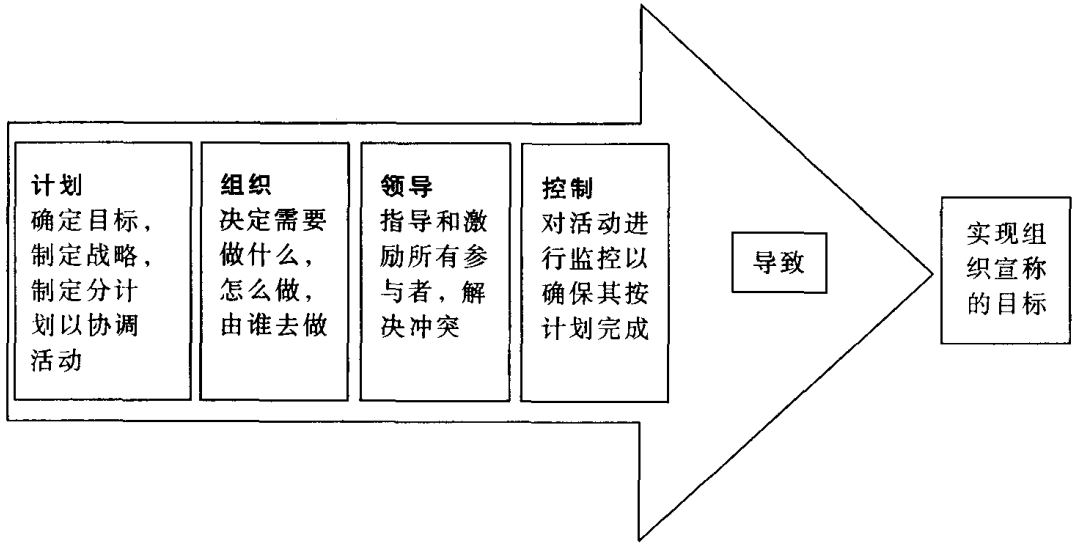 计划
确定目标，
制定战略，
制定分计
划以协调
活动
组织
决定需要
做什么，
怎么做，
由谁去做
领导
指导和激
励所有参
与者，解
决冲突
控制
对活动进
行监控以
确保其按
计划完成
导致
实现组
织宣称
的目标